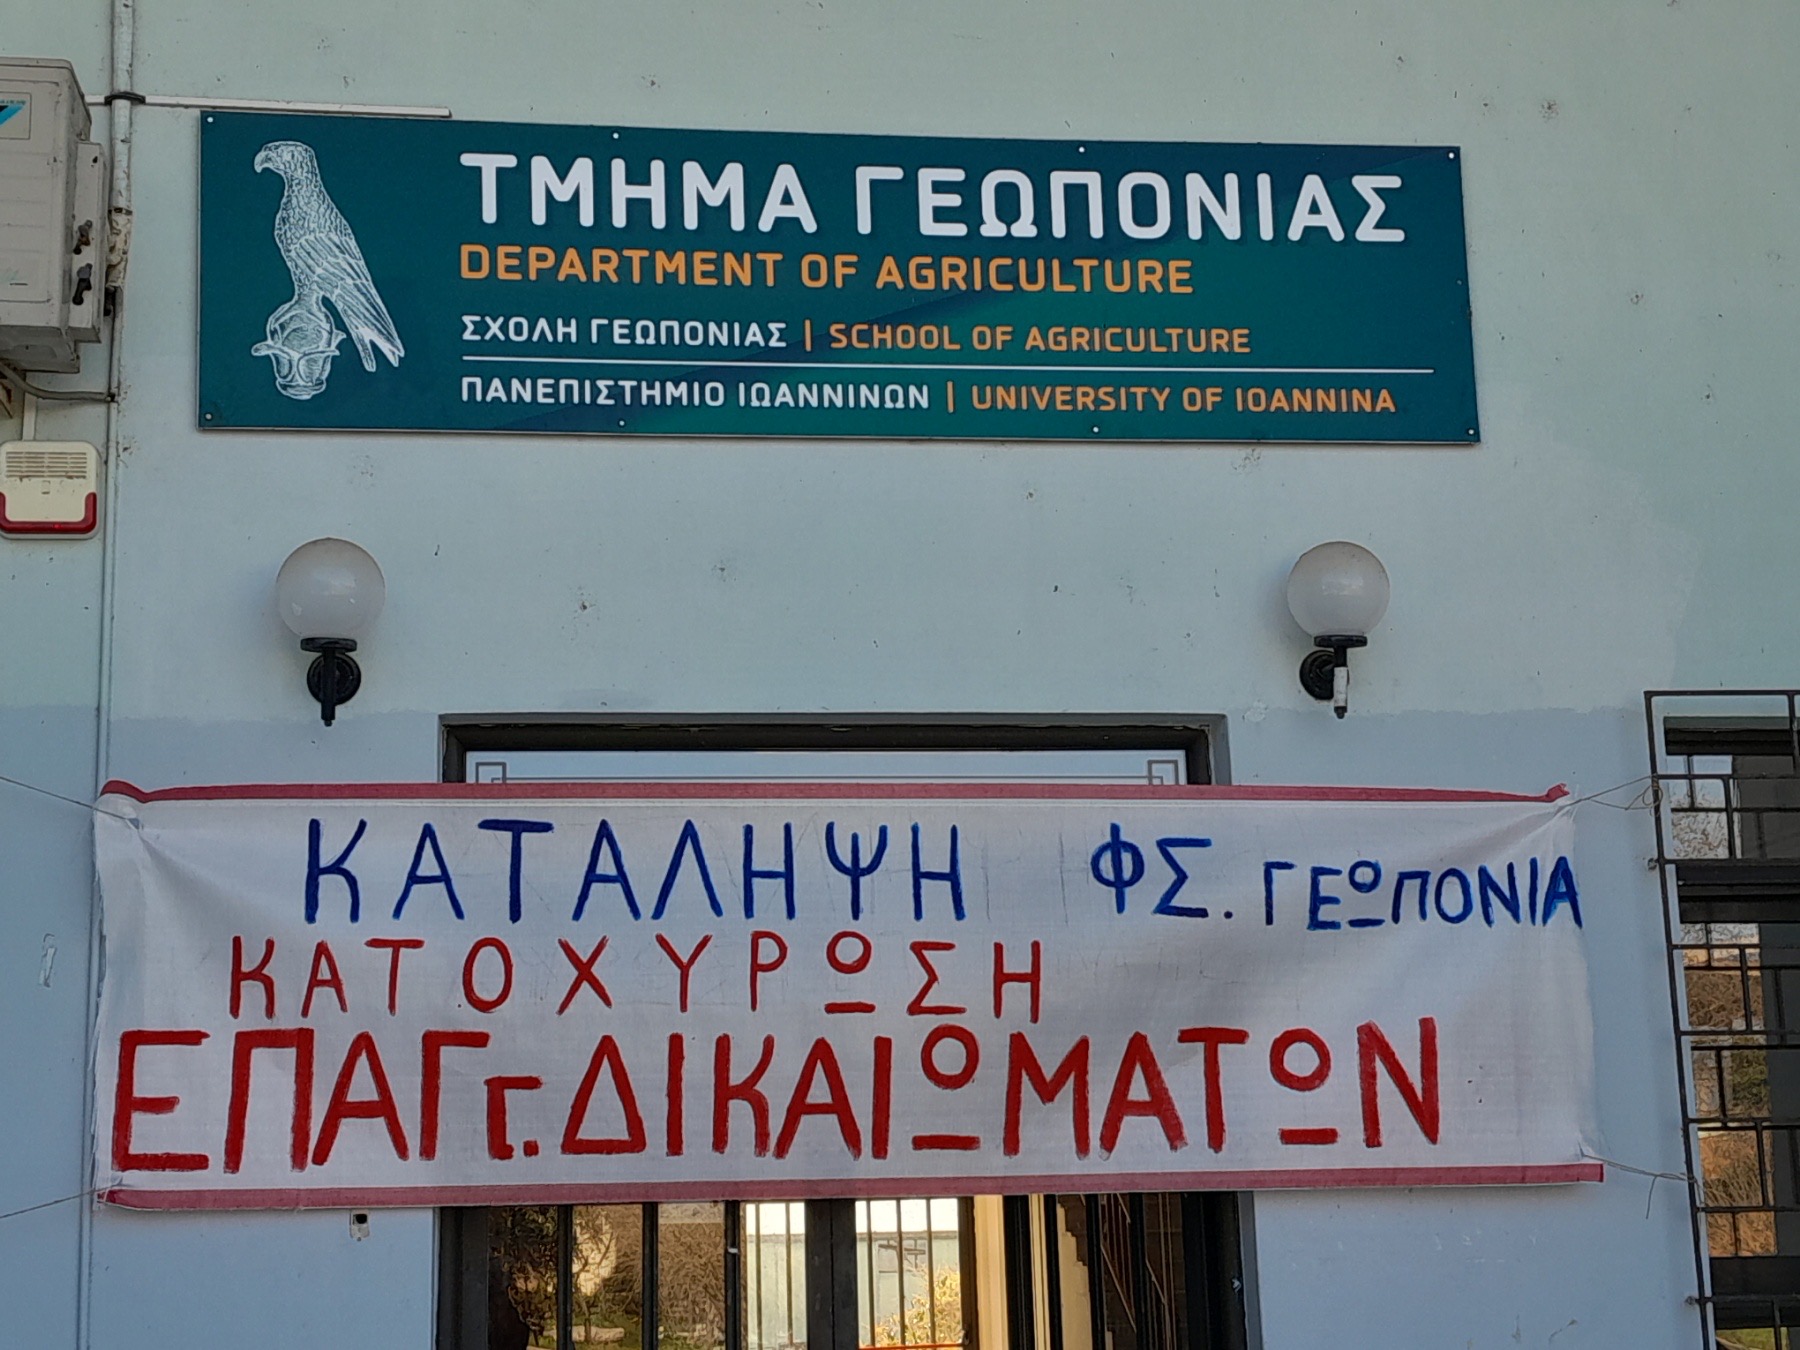 ΤΜΗΜΑ ΓΕΩΠΟΝΙΑΣ
DEPARTMENT OF AGRICULTURE
ΣΧΟΛΗ ΓΕΩΠΟΝΙΑΣ | SCHOOL OF AGRICULTURE
ΠΑΝΕΠΙΣΤΗΜΙΟ ΙΩΑΝΝΙΝΩΝ | UNIVERSITY OF IOANNINA
ΚΑΤΑΛΗΨΗ ΦΣ. ΓΕΩΠΟΝΙΑ
ΚΑΤΟΧΥΡΩΣΗ
ΕΠΑΓΓ. ΔΙΚΑΙΩΜΑΤΩΝ